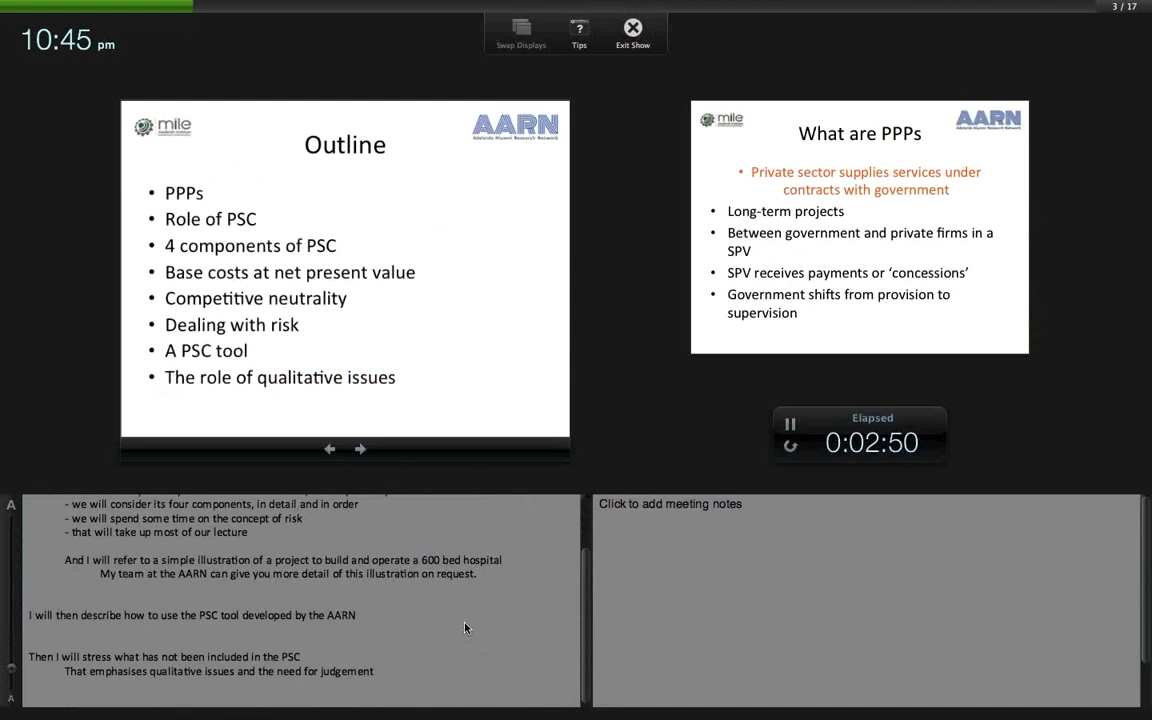 3 / 17
10:45 pm
Swap Displays
Tips
Exit Show
mile
AARN
Adelaide Alumni Research Network
Outline
• PPPs
• Role of PSC
• 4 components of PSC
• Base costs at net present value
• Competitive neutrality
• Dealing with risk
• A PSC tool
• The role of qualitative issues
mile
AARN
Adelaide Alumni Research Network
What are PPPs
• Private sector supplies services under
contracts with government
• Long-term projects
• Between government and private firms in a
SPV
• SPV receives payments or ‘concessions’
• Government shifts from provision to
supervision
Elapsed
0:02:50
A
A
- we will consider its four components, in detail and in order
- we will spend some time on the concept of risk
- that will take up most of our lecture
And I will refer to a simple illustration of a project to build and operate a 600 bed hospital
My team at the AARN can give you more detail of this illustration on request.
I will then describe how to use the PSC tool developed by the AARN
Then I will stress what has not been included in the PSC
That emphasises qualitative issues and the need for judgement
Click to add meeting notes